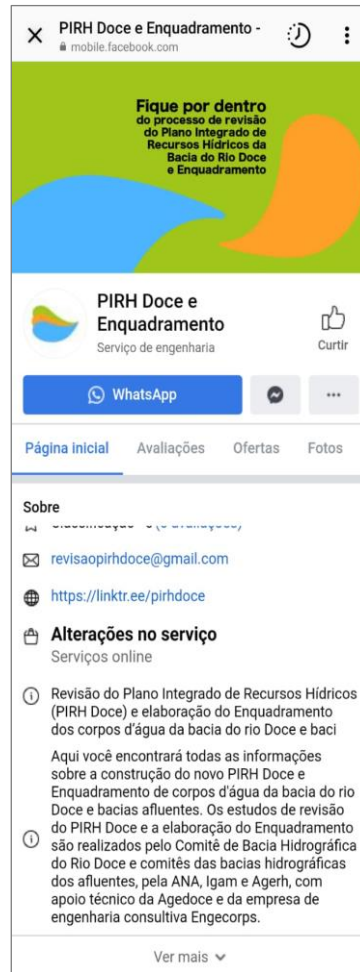 PIRH Doce e Enquadramento -
mobile.facebook.com
Fique por dentro
do processo de revisão
do Plano Integrado de
Recursos Hídricos da
Bacia do Rio Doce
e Enquadramento
PIRH Doce e
Enquadramento
Serviço de engenharia
Curtir
WhatsApp
Página inicial Avaliações Ofertas Fotos
Sobre
revisaopirhdoce@gmail.com
https://linktr.ee/pirhdoce
Alterações no serviço
Serviços online
Revisão do Plano Integrado de Recursos Hídricos
(PIRH Doce) e elaboração do Enquadramento
dos corpos d'água da bacia do rio Doce e baci
Aqui você encontrará todas as informações
sobre a construção do novo PIRH Doce e
Enquadramento de corpos d'água da bacia do rio
Doce e bacias afluentes. Os estudos de revisão
do PIRH Doce e a elaboração do Enquadramento
são realizados pelo Comitê de Bacia Hidrográfica
do Rio Doce e comitês das bacias hidrográficas
dos afluentes, pela ANA, Igam e Agerh, com
apoio técnico da Agedoce e da empresa de
engenharia consultiva Engecorps.
Ver mais